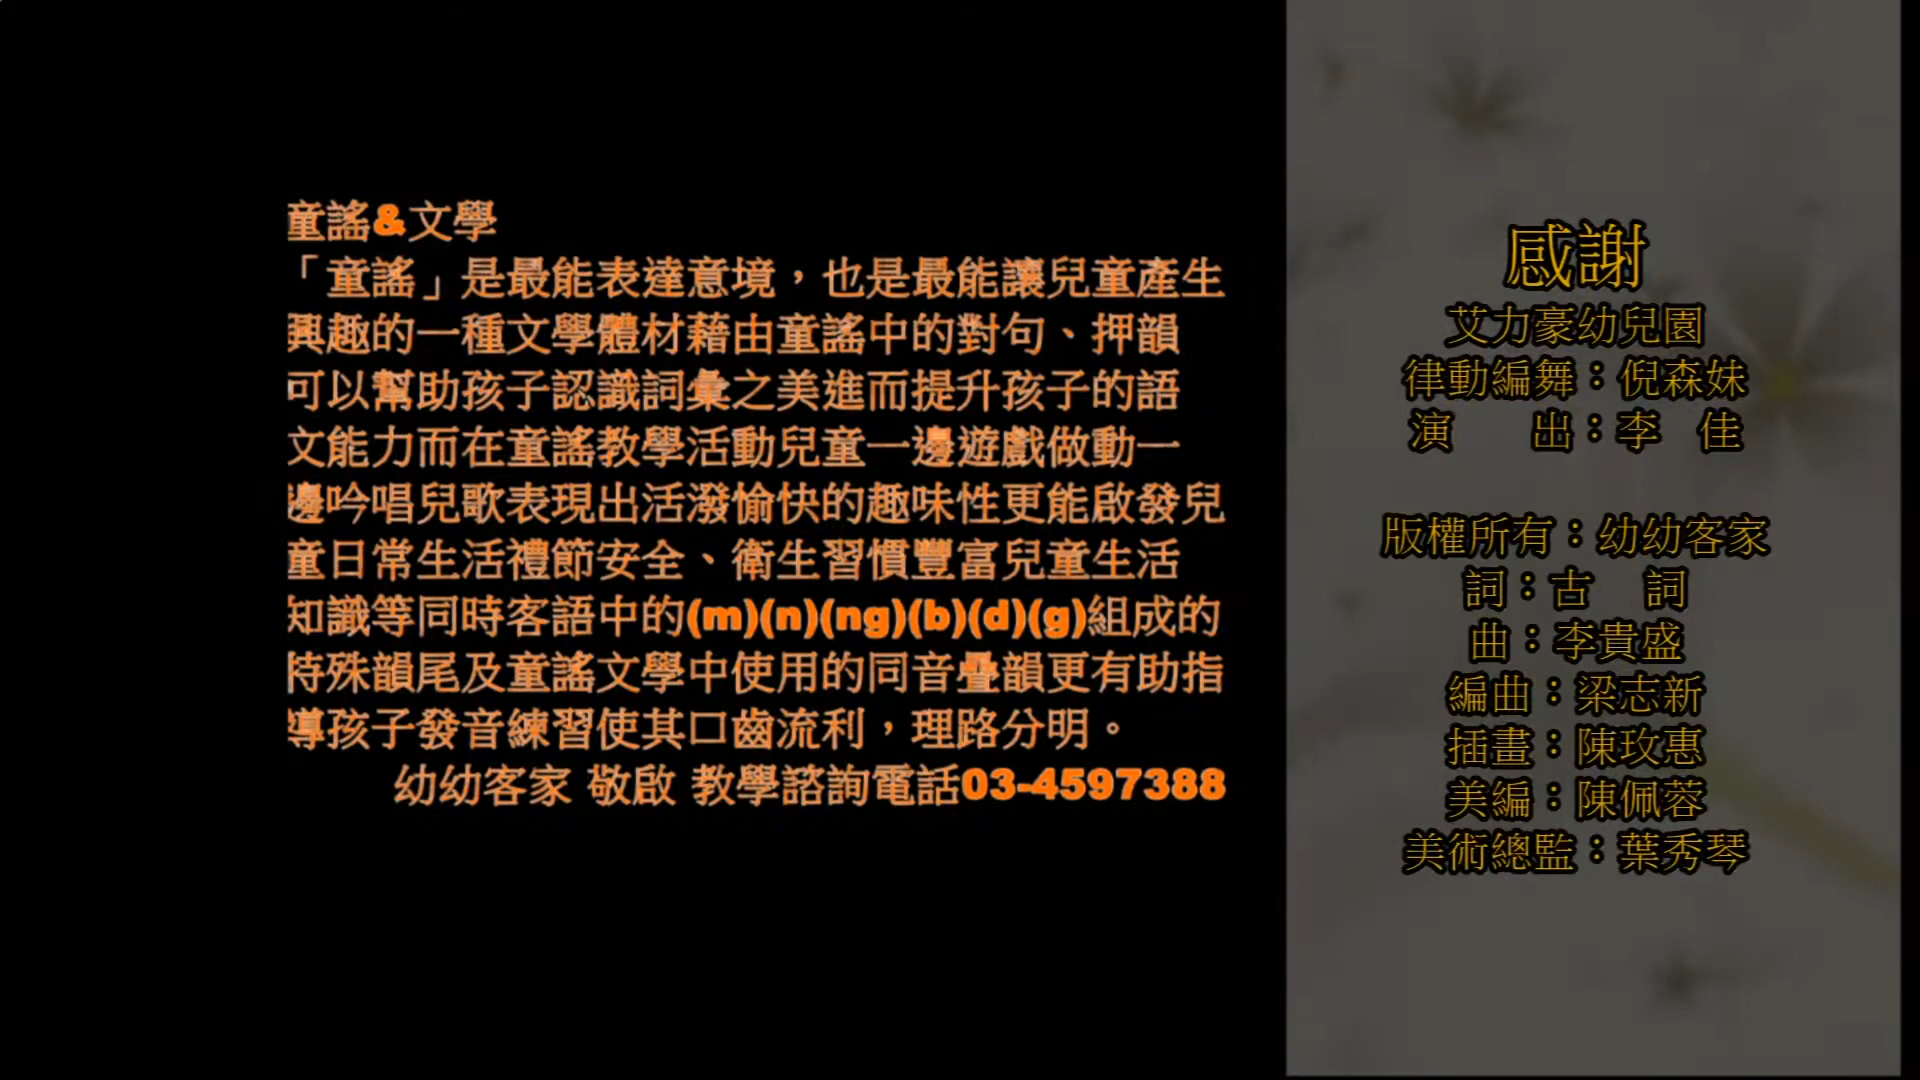 童謠&文學
「童謠」是最能表達意境，也是最能讓兒童產生
興趣的一種文學體材藉由童謠中的對句、押韻
可以幫助孩子認識詞彙之美進而提升孩子的語
文能力而在童謠教學活動兒童一邊遊戲做動一
邊吟唱兒歌表現出活潑愉快的趣味性更能啟發兒
童日常生活禮節安全、衛生習慣豐富兒童生活
知識等同時客語中的(m)(n)(ng)(b)(d)(g)組成的
特殊韻尾及童謠文學中使用的同音疊韻更有助指
導孩子發音練習使其口齒流利，理路分明。
幼幼客家 敬啟 教學諮詢電話03-4597388
感謝
艾力豪幼兒園
律動編舞：倪森妹
演　　出：李　佳
版權所有：幼幼客家
詞：古　詞
曲：李貴盛
編曲：梁志新
插畫：陳玫惠
美編：陳佩蓉
美術總監：葉秀琴